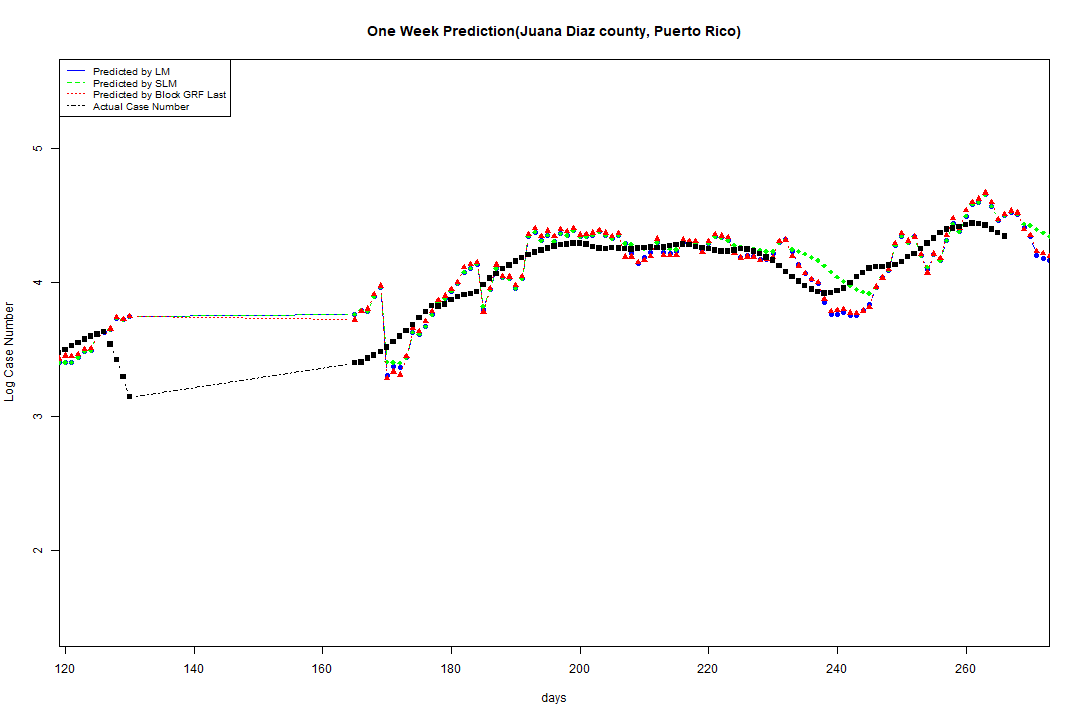 One Week Prediction(Juana Diaz county, Puerto Rico)
Predicted by LM
Predicted by SLM
Predicted by Block GRF Last
Actual Case Number
5
4
3
2
Log Case Number
120 140 160 180 200 220 240 260
days